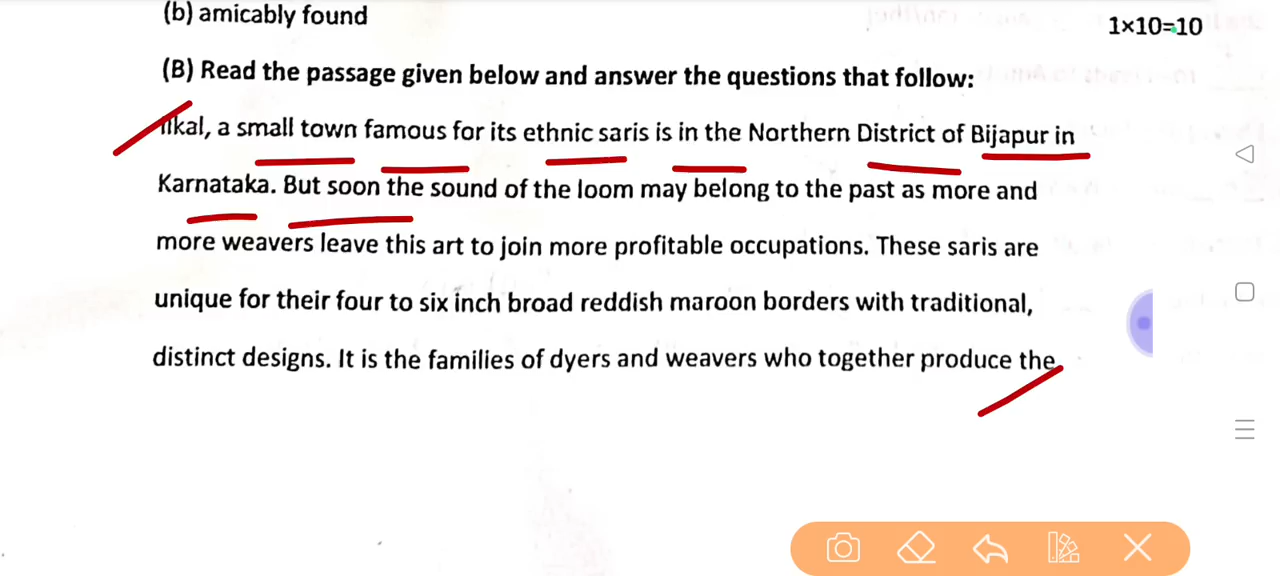 (b) amicably found
1×10=10
(B) Read the passage given below and answer the questions that follow:
Ilkal, a small town famous for its ethnic saris is in the Northern District of Bijapur in
Karnataka. But soon the sound of the loom may belong to the past as more and
more weavers leave this art to join more profitable occupations. These saris are
unique for their four to six inch broad reddish maroon borders with traditional,
distinct designs. It is the families of dyers and weavers who together produce the